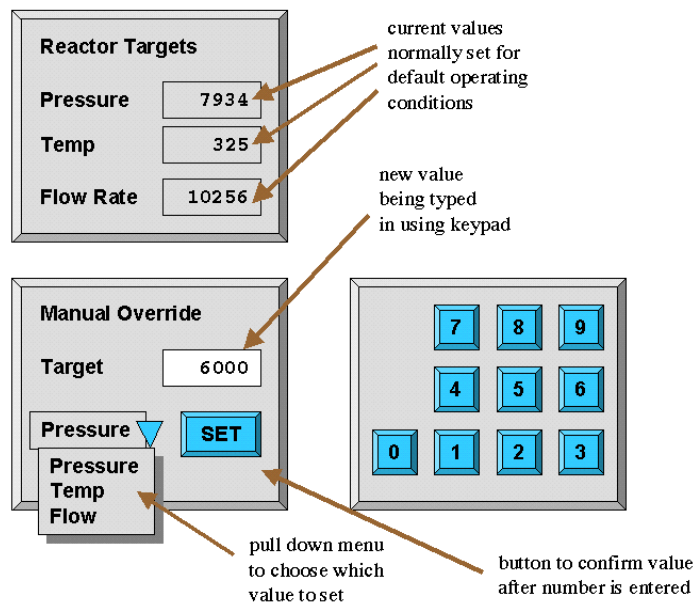 Reactor Targets
Pressure 7934
Temp 325
Flow Rate 10256
current values
normally set for
default operating
conditions
new value
being typed
in using keypad
Manual Override
Target 6000
Pressure SET
Pressure
Temp
Flow
7 8 9
4 5 6
0 1 2 3
pull down menu
to choose which
value to set
button to confirm value
after number is entered